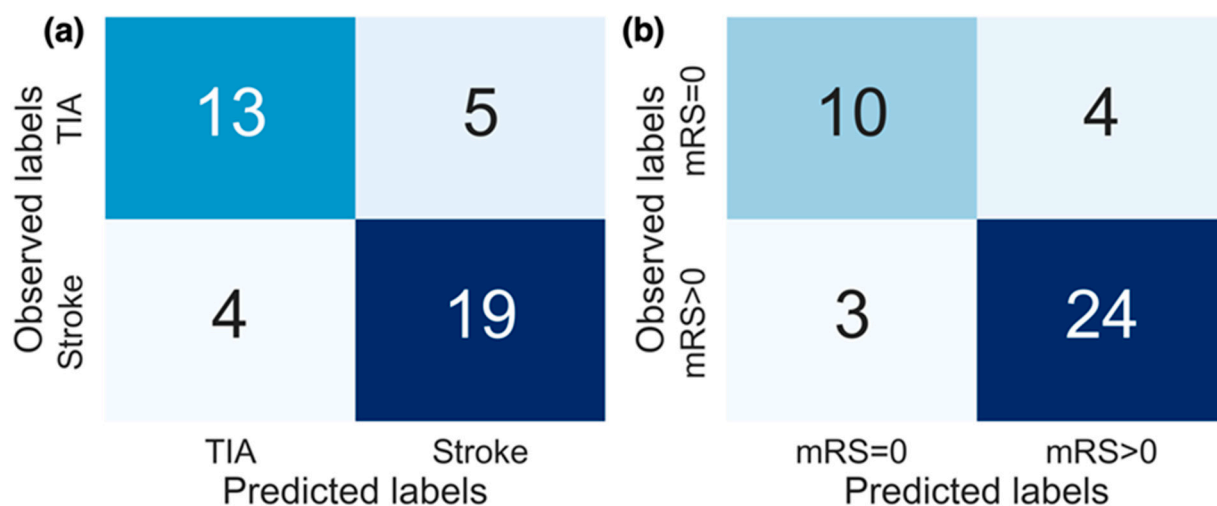 (a)
Observed labels
TIA
Stroke
13 5
4 19
TIA Stroke
Predicted labels
(b)
Observed labels
mRS=0
mRS>0
10 4
3 24
mRS=0 mRS>0
Predicted labels